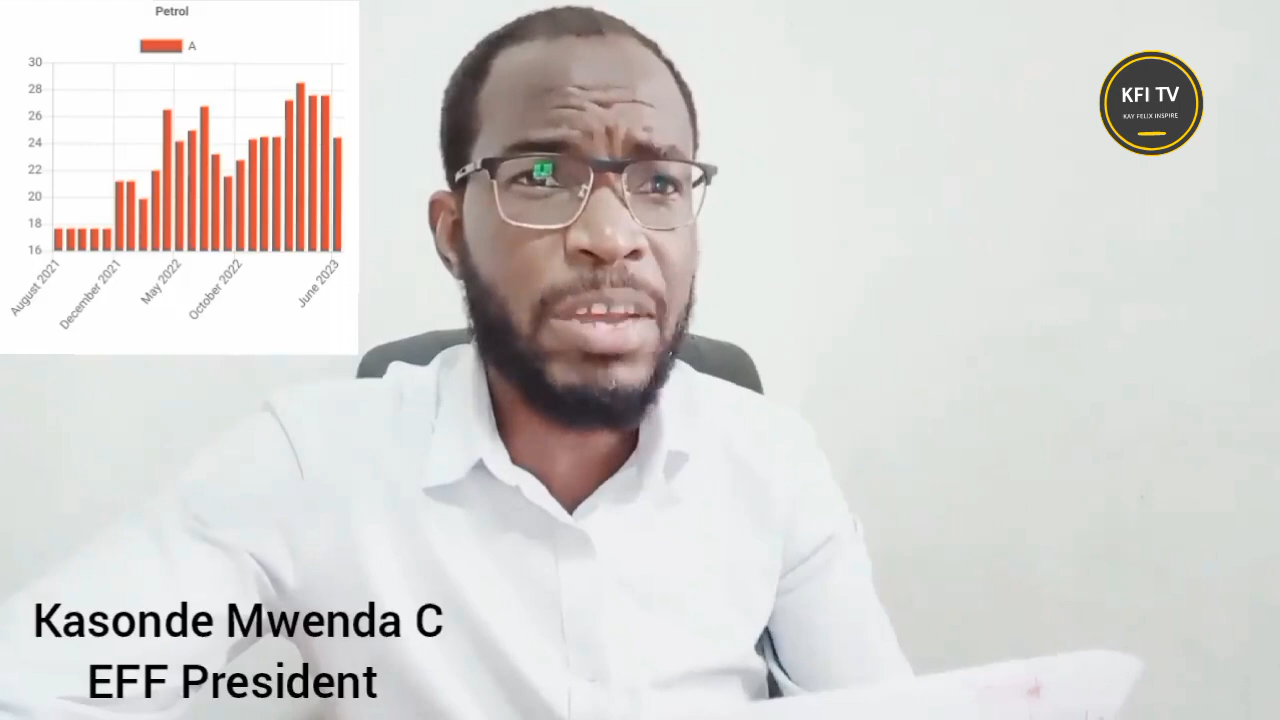 Petrol
A
30
28
26
24
22
20
18
16
August 2021
December 2021
May 2022
October 2022
June 2023
KFI TV
KAY FELIX INSPIRE
Kasonde Mwenda C
EFF President